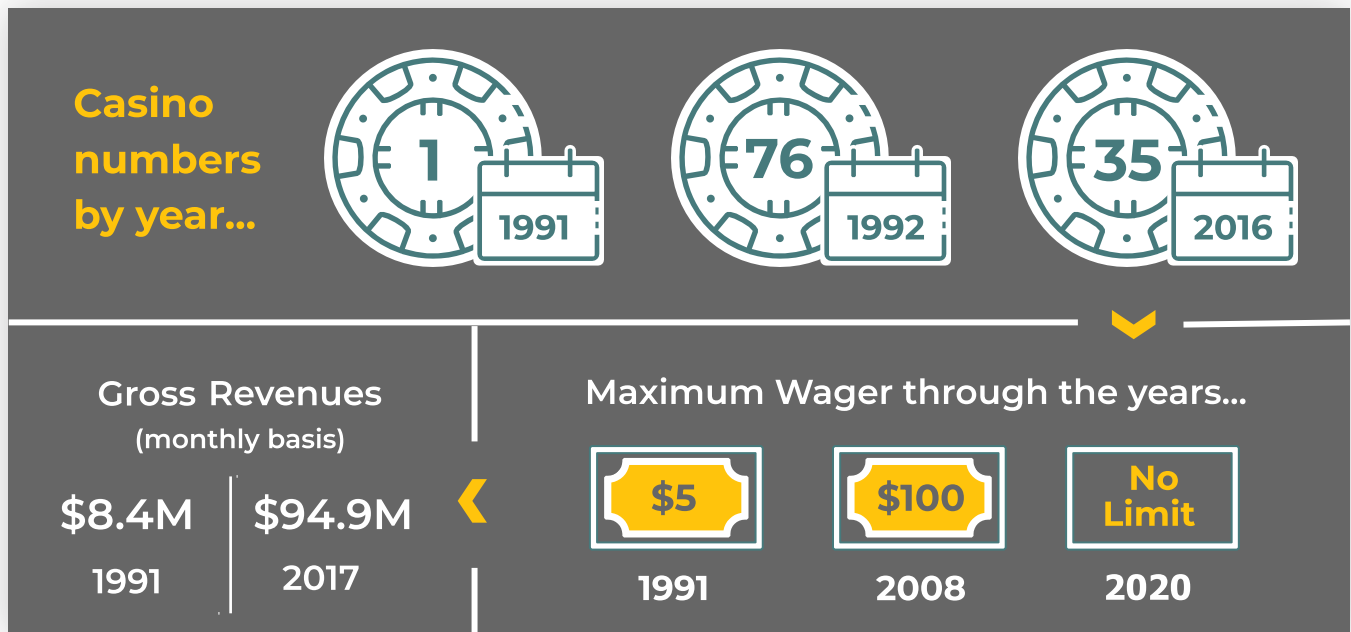 Casino
numbers
by year...
1
1991
76
1992
35
2016
Gross Revenues
(monthly basis)
$8.4M
1991
$94.9M
2017
Maximum Wager through the years...
$5
1991
$100
2008
No
Limit
2020